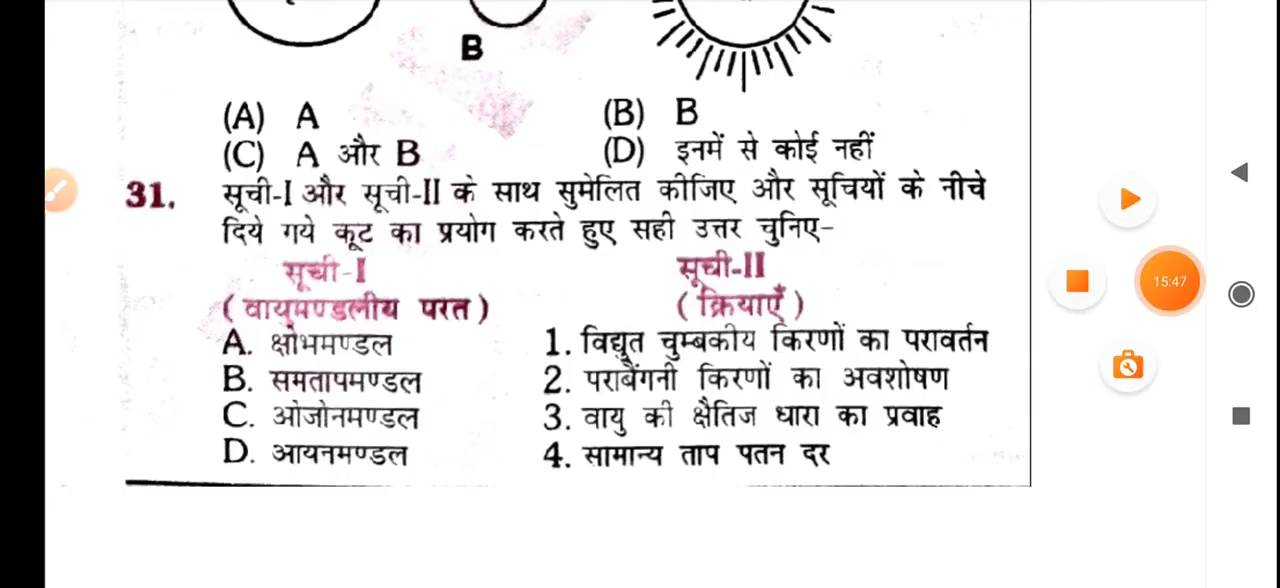 B
(A) A (B) B
(C) A और B (D) इनमें से कोई नहीं
31. सूची-I और सूची-II के साथ सुमेलित कीजिए और सूचियों के नीचे
दिये गये कूट का प्रयोग करते हुए सही उत्तर चुनिए-
सूची-I सूची-II
(वायुमण्डलीय परत) (क्रियाएँ)
A. क्षोभमण्डल 1. विद्युत चुम्बकीय किरणों का परावर्तन
B. समतापमण्डल 2. पराबैंगनी किरणों का अवशोषण
C. ओजोनमण्डल 3. वायु की क्षैतिज धारा का प्रवाह
D. आयनमण्डल 4. सामान्य ताप पतन दर
15:47